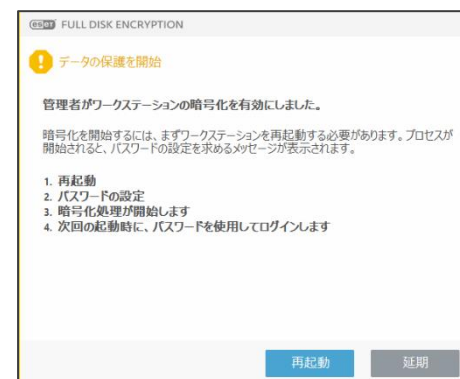 eset FULL DISK ENCRYPTION
データの保護を開始
管理者がワークステーションの暗号化を有効にしました。
暗号化を開始するには、まずワークステーションを再起動する必要があります。プロセスが
開始されると、パスワードの設定を求めるメッセージが表示されます。
1. 再起動
2. パスワードの設定
3. 暗号化処理が開始します
4. 次回の起動時に、パスワードを使用してログインします
再起動 延期